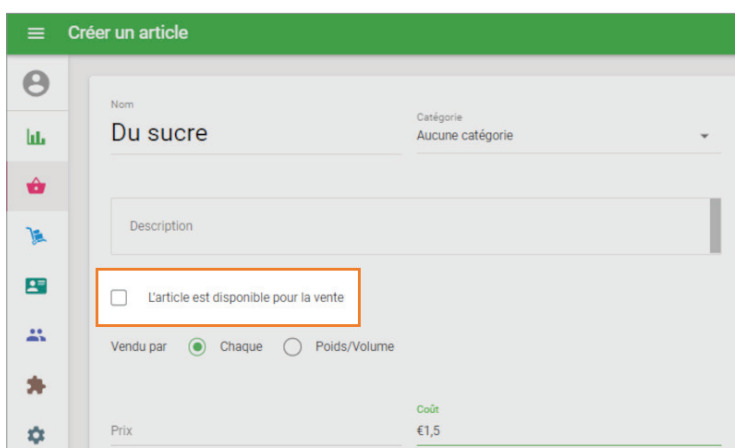 Créer un article
Nom
Du sucre
Catégorie
Aucune catégorie
Description
L'article est disponible pour la vente
Vendu par Chaque Poids/Volume
Prix
Coût
€1,5